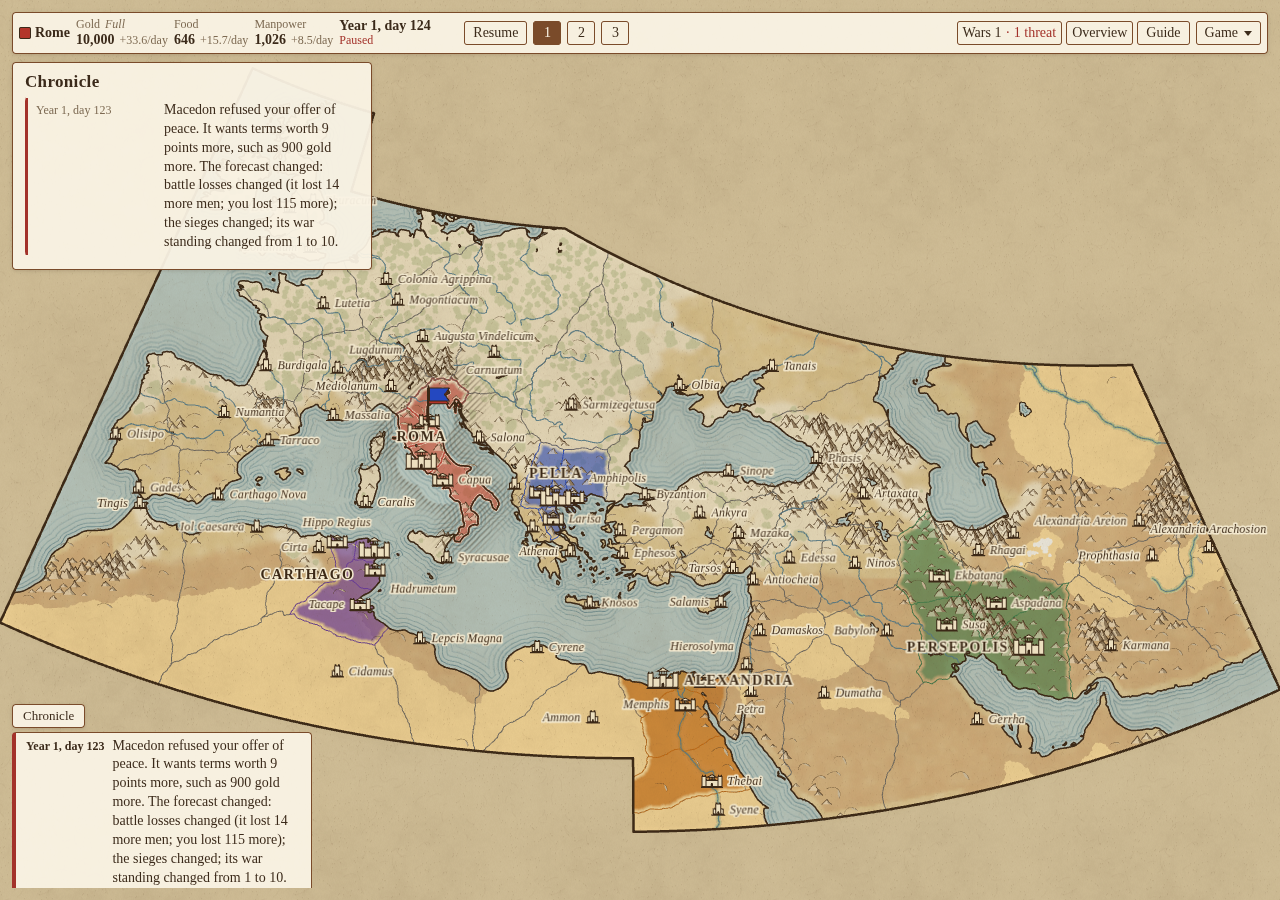 Rome
Gold Full
10,000 +33.6/day
Food
646 +15.7/day
Manpower
1,026 +8.5/day
Year 1, day 124
Paused
Resume
1
2
3
Wars 1 · 1 threat
Overview
Guide
Game
Chronicle
Year 1, day 123
Macedon refused your offer of
peace. It wants terms worth 9
points more, such as 900 gold
more. The forecast changed:
battle losses changed (it lost 14
more men; you lost 115 more);
the sieges changed; its war
standing changed from 1 to 10.
Colonia Agrippina
Lutetia
Mogontiacum
Augusta Vindelicum
Lugdunum
Burdigala
Carnuntum
Mediolanum
Tanais
Olbia
Sarmizegetusa
Numantia
Massilia
Olisipo
Tarraco
ROMA
Salona
Phasis
PELLA
Amphipolis
Sinope
Capua
Gades
Carthago Nova
Tingis
Caralis
Byzantion
Artaxata
Iol Caesarea
Hippo Regius
Larisa
Ankyra
Pergamon
Mazaka
Alexandria Areion
Alexandria Arachosion
Cirta
Syracusae
Athenai
Ephesos
Edessa
Ninos
Rhagai
Prophthasia
CARTHAGO
Hadrumetum
Tarsos
Antiocheia
Ekbatana
Tacape
Knosos
Salamis
Aspadana
Lepcis Magna
Cyrene
Hierosolyma
Damaskos
Babylon
Susa
PERSEPOLIS
Karmana
Cidamus
ALEXANDRIA
Dumatha
Memphis
Petra
Ammon
Gerrha
Thebai
Syene
Chronicle
Year 1, day 123
Macedon refused your offer of
peace. It wants terms worth 9
points more, such as 900 gold
more. The forecast changed:
battle losses changed (it lost 14
more men; you lost 115 more);
the sieges changed; its war
standing changed from 1 to 10.